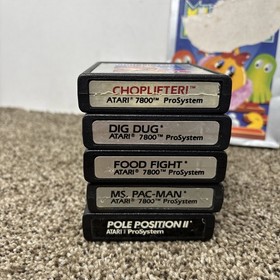 CHOPLIFTER!
ATARI® 7800™ ProSystem
DIG DUG®
ATARI® 7800™ ProSystem
FOOD FIGHT®
ATARI® 7800™ ProSystem
MS. PAC-MAN®
ATARI® 7800™ ProSystem
POLE POSITION II®
ATARI ProSystem